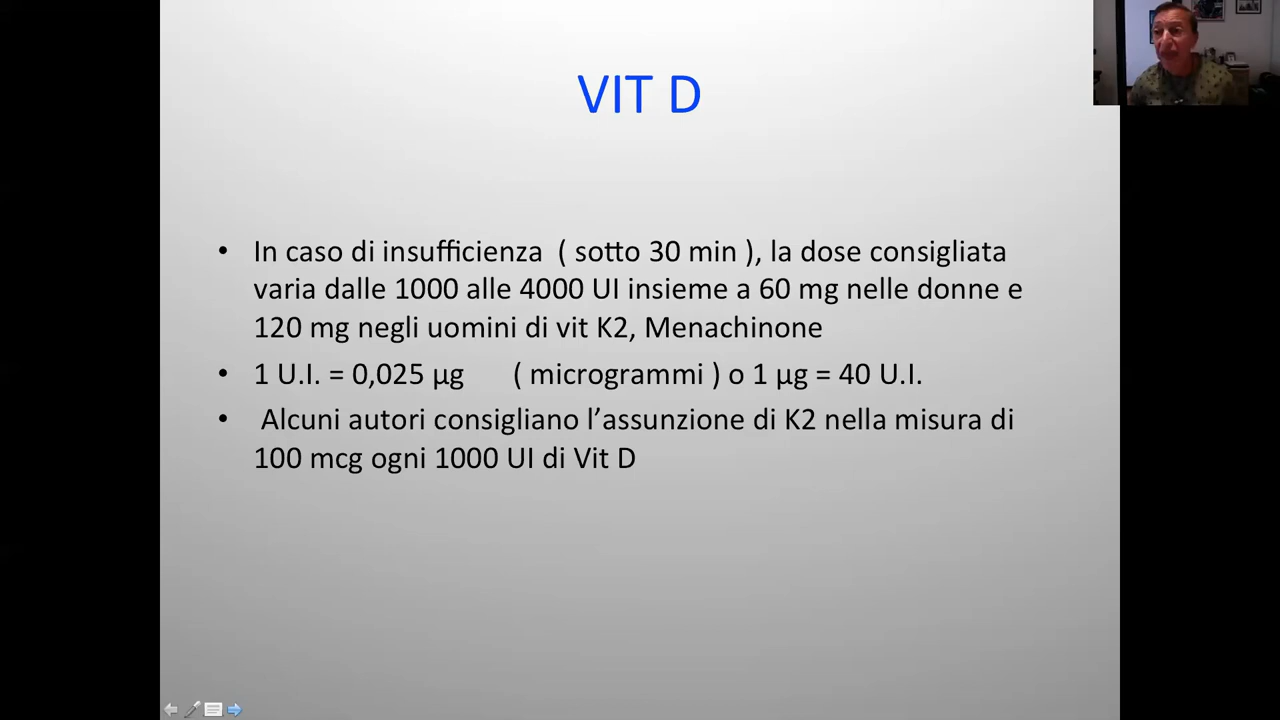 VIT D
• In caso di insufficienza ( sotto 30 min ), la dose consigliata
varia dalle 1000 alle 4000 UI insieme a 60 mg nelle donne e
120 mg negli uomini di vit K2, Menachinone
• 1 U.I. = 0,025 µg ( microgrammi ) o 1 µg = 40 U.I.
• Alcuni autori consigliano l’assunzione di K2 nella misura di
100 mcg ogni 1000 UI di Vit D